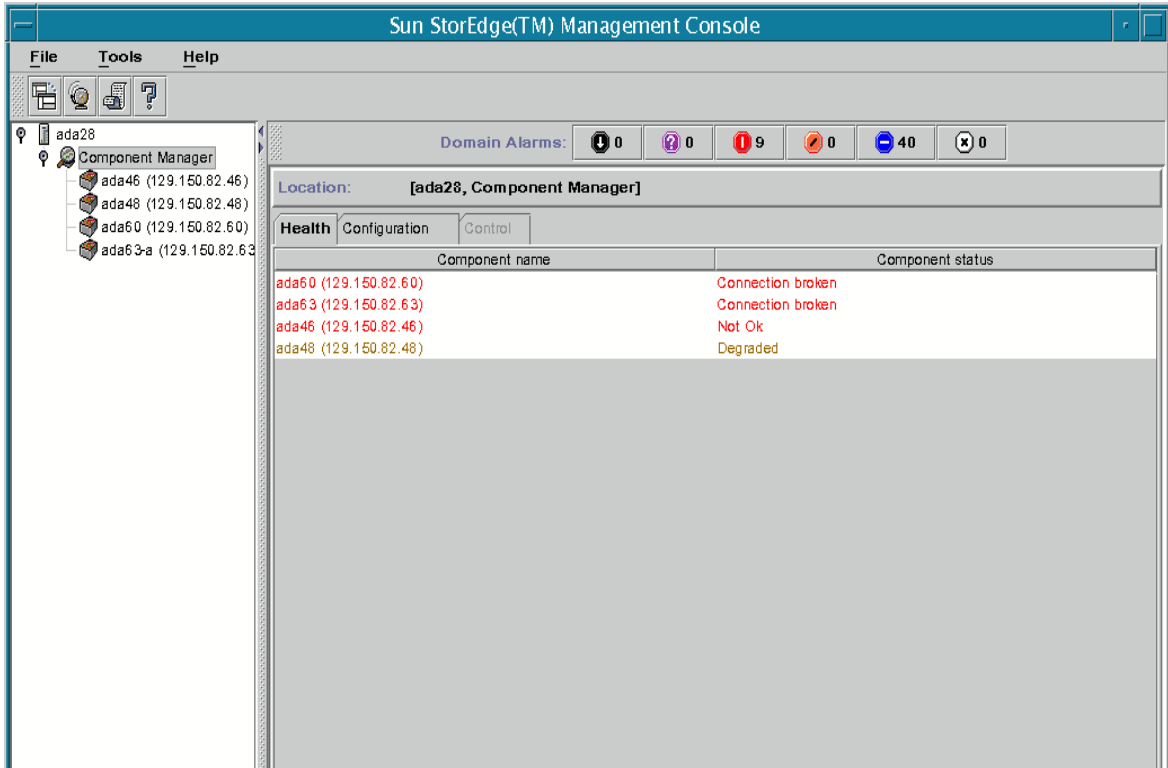 Sun StorEdge(TM) Management Console
File Tools Help
ada28
Component Manager
ada46 (129.150.82.46)
ada48 (129.150.82.48)
ada60 (129.150.82.60)
ada63-a (129.150.82.63
Domain Alarms: 0 0 9 0 40 0
Location: [ada28, Component Manager]
Health Configuration Control
Component name Component status
ada60 (129.150.82.60) Connection broken
ada63 (129.150.82.63) Connection broken
ada46 (129.150.82.46) Not Ok
ada48 (129.150.82.48) Degraded